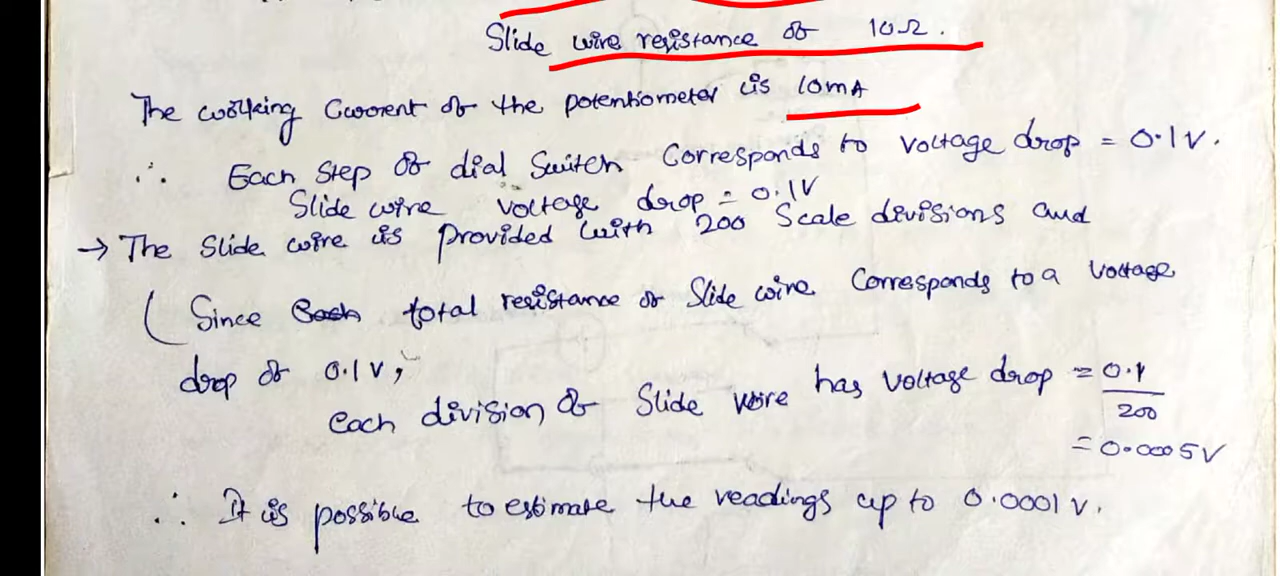 Slide wire resistance of 10Ω.
The working Current of the potentiometer is 10mA
∴ Each Step of dial Switch Corresponds to voltage drop = 0.1V.
Slide wire voltage drop = 0.1V
→ The Slide wire is provided with 200 Scale divisions and
( Since Each total resistance of Slide wire Corresponds to a voltage
drop of 0.1V,
each division of Slide wire has voltage drop = 0.1/200
= 0.0005V
∴ It is possible to estimate the readings up to 0.0001V.